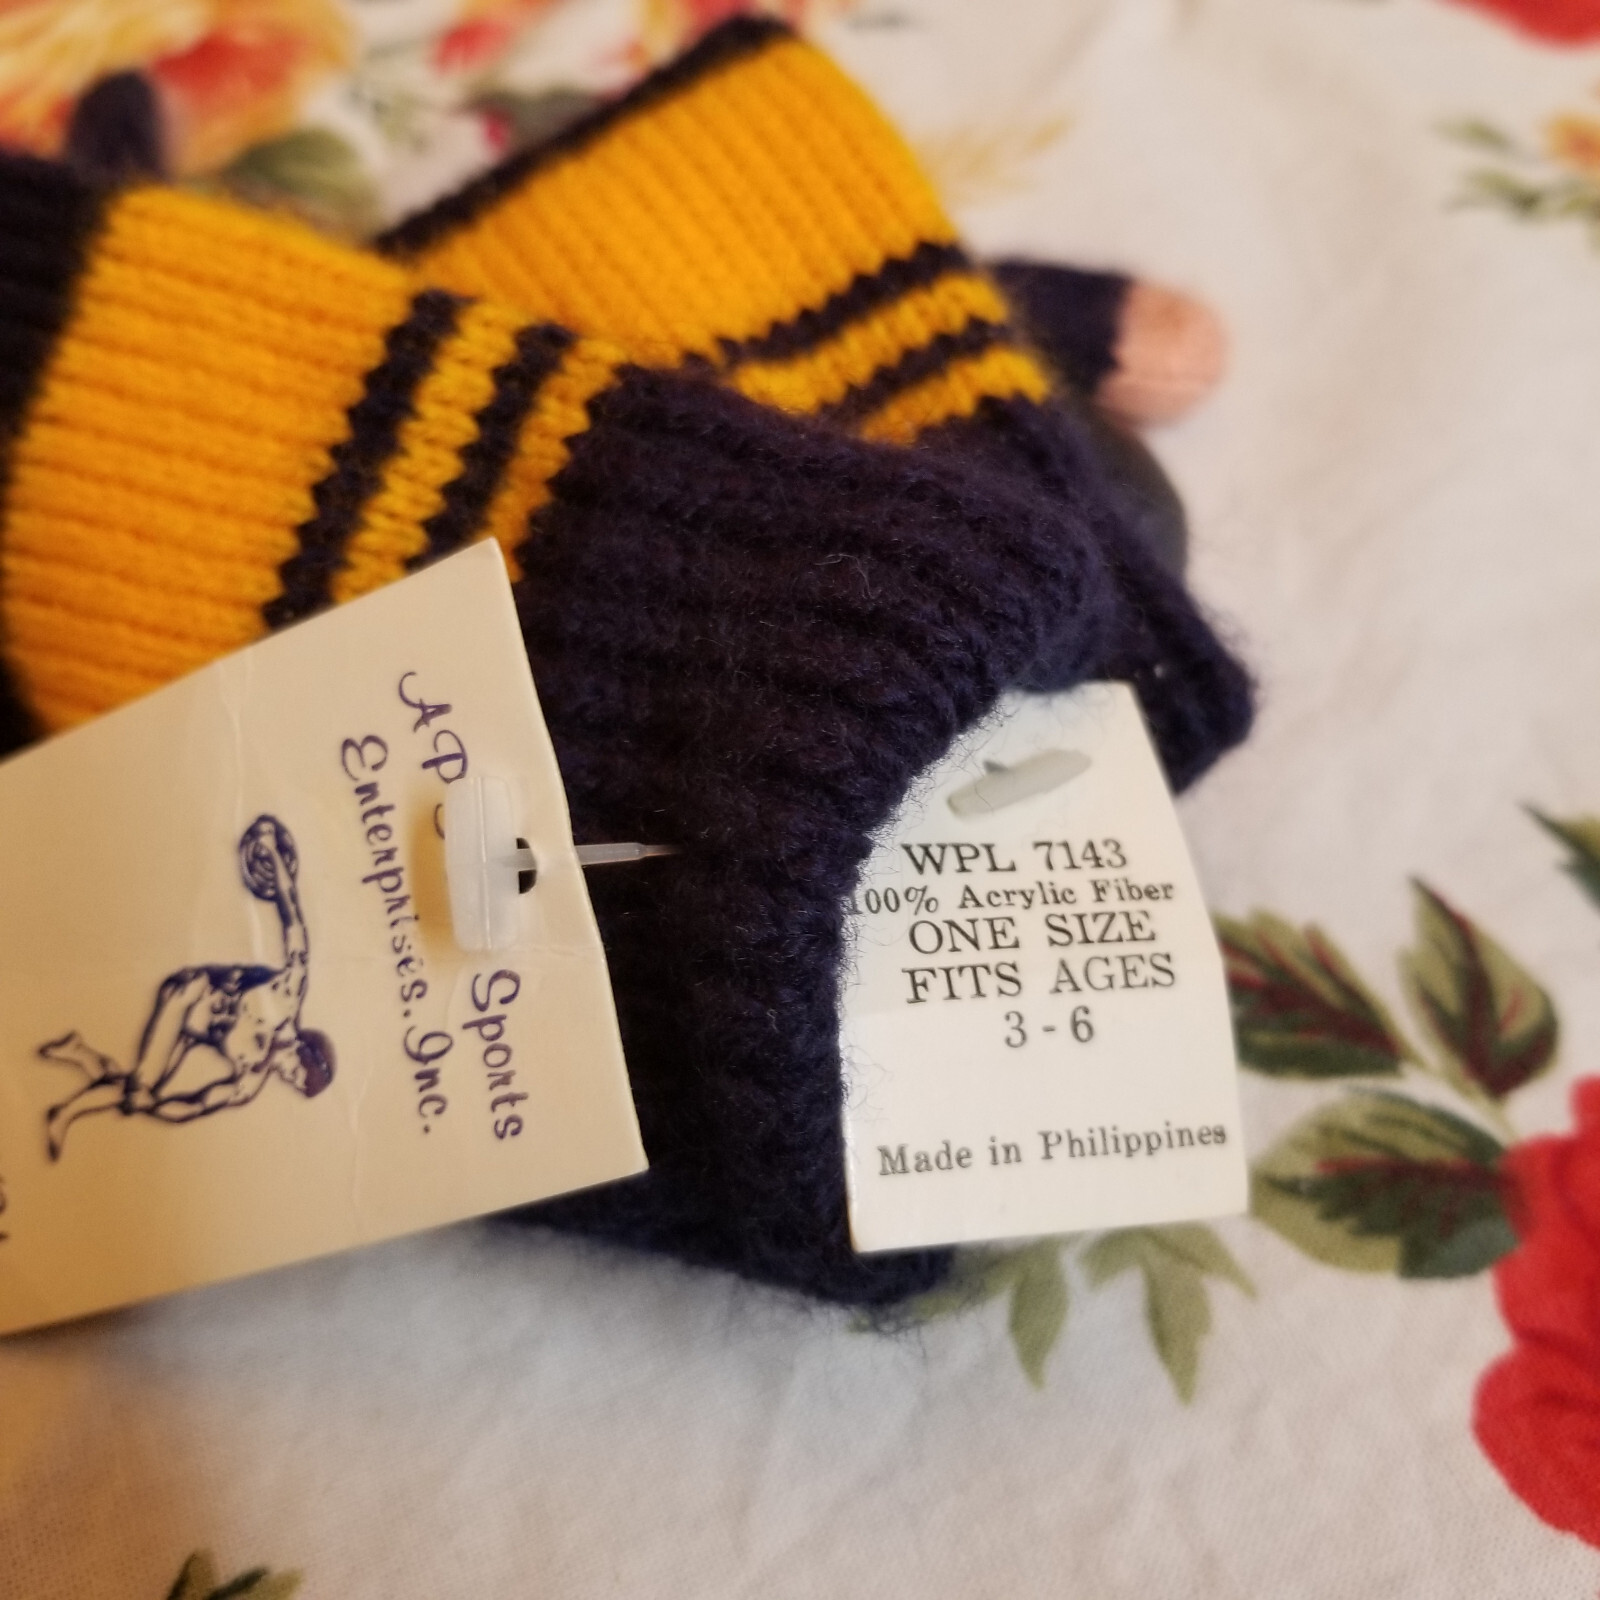 A P Sports
Enterprises, Inc.
WPL 7143
100% Acrylic Fiber
ONE SIZE
FITS AGES
3 - 6
Made in Philippines